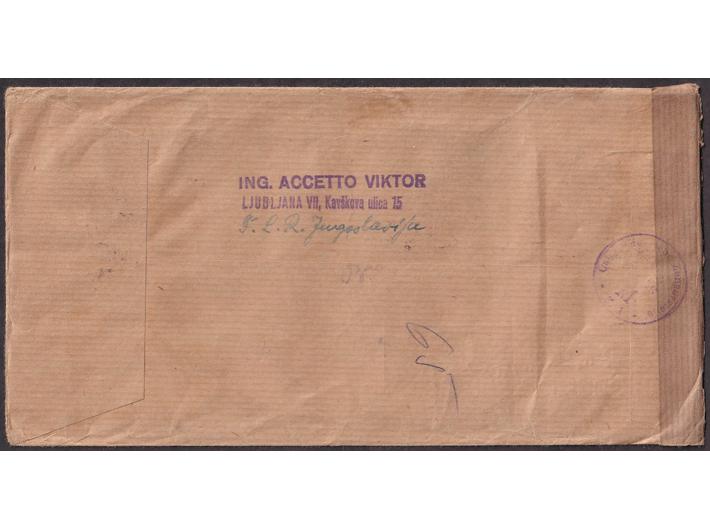 ING. ACCETTO VIKTOR
LJUBLJANA VII, Kavškova ulica 15
F. L. R. Jugoslavija